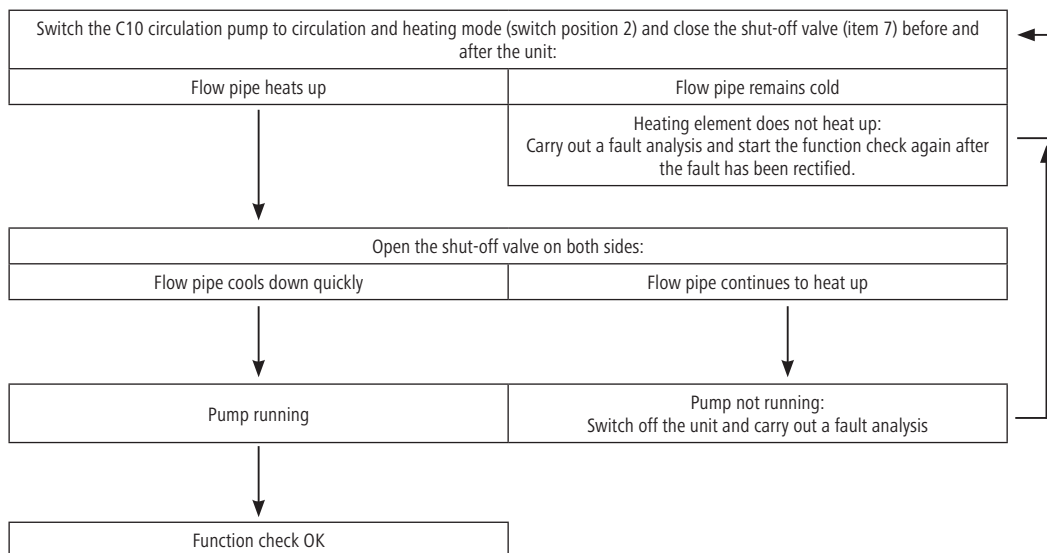 Switch the C10 circulation pump to circulation and heating mode (switch position 2) and close the shut-off valve (item 7) before and
after the unit:
Flow pipe heats up
Flow pipe remains cold
Heating element does not heat up:
Carry out a fault analysis and start the function check again after
the fault has been rectified.
Open the shut-off valve on both sides:
Flow pipe cools down quickly
Flow pipe continues to heat up
Pump running
Pump not running:
Switch off the unit and carry out a fault analysis
Function check OK